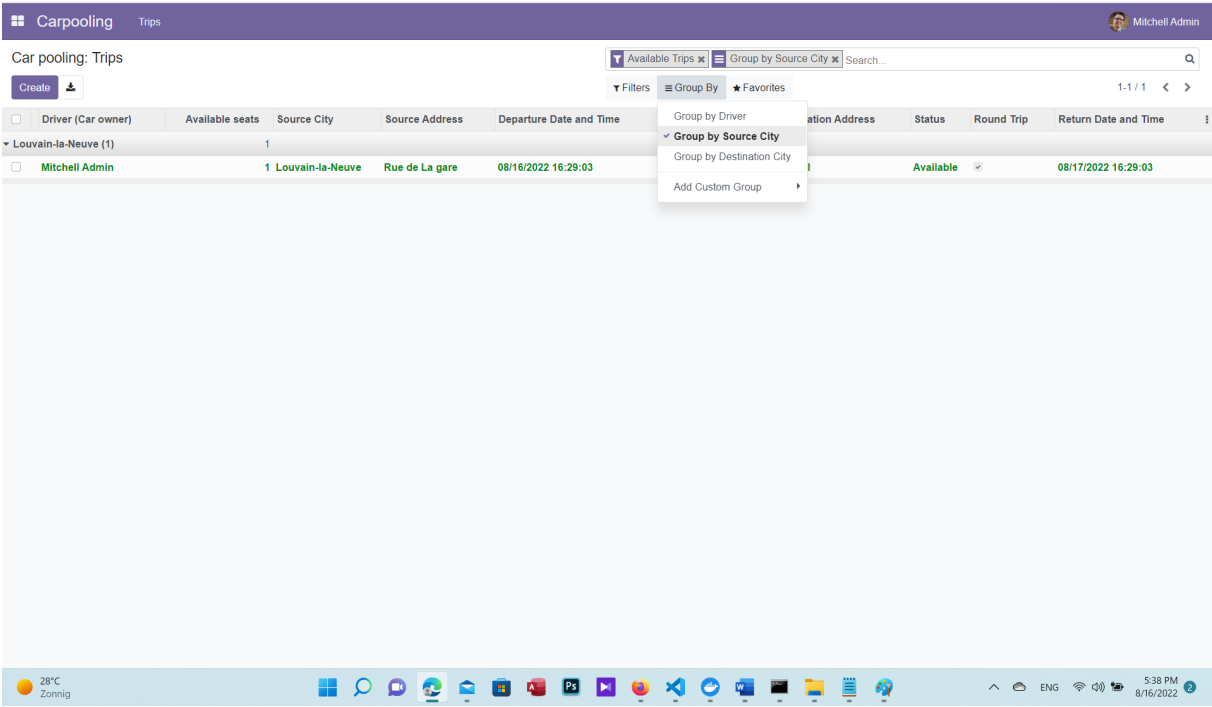 Carpooling Trips Mitchell Admin
Car pooling: Trips
Available Trips Group by Source City Search...
Create
Filters Group By Favorites 1-1 / 1
Group by Driver
Group by Source City
Group by Destination City
Add Custom Group
Driver (Car owner) Available seats Source City Source Address Departure Date and Time ation Address Status Round Trip Return Date and Time
Louvain-la-Neuve (1) 1
Mitchell Admin 1 Louvain-la-Neuve Rue de La gare 08/16/2022 16:29:03 Available 08/17/2022 16:29:03
28°C
Zonnig
Ps
ENG
5:38 PM
8/16/2022 2